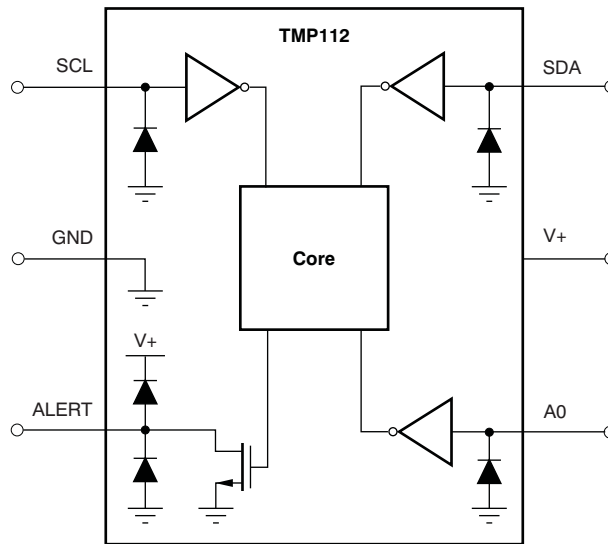 TMP112
SCL
SDA
GND
Core
V+
V+
ALERT
A0